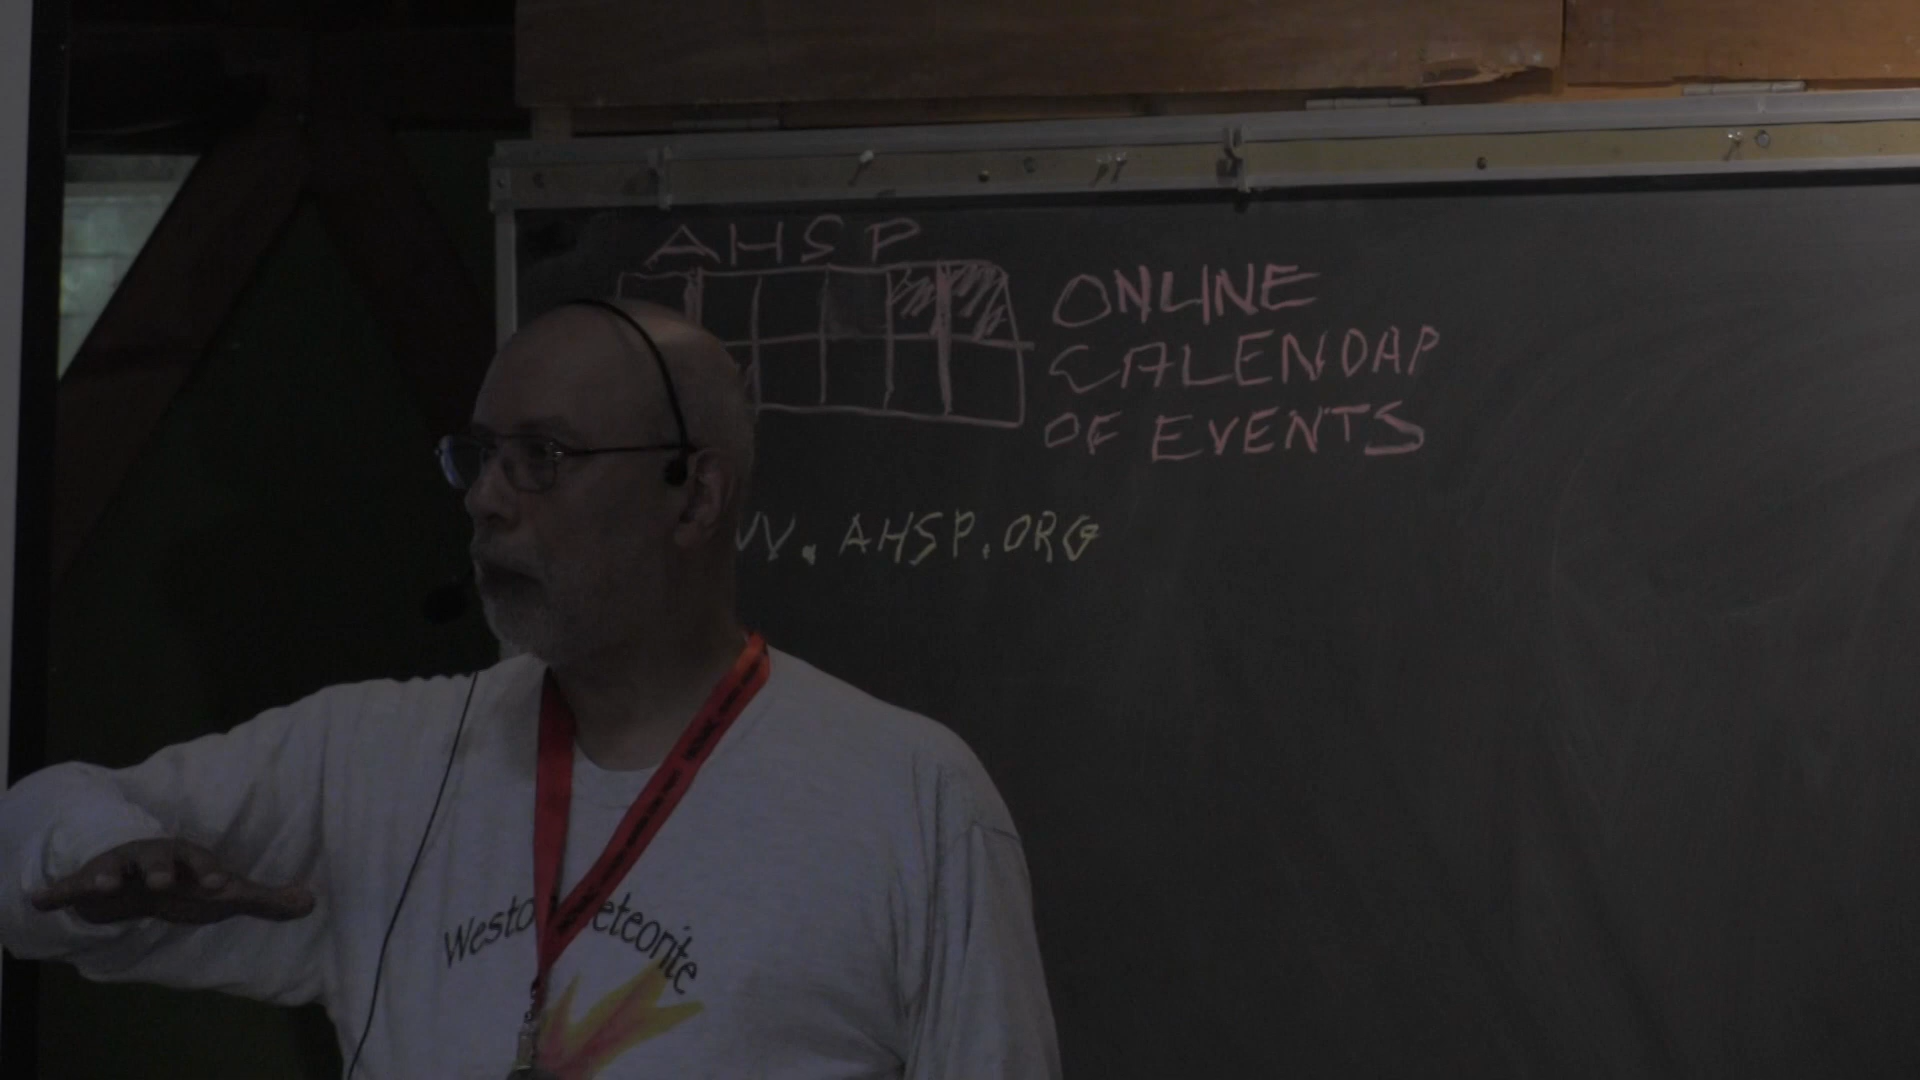 AHSP
ONLINE
CALENDAR
OF EVENTS
W.AHSP.ORG
Weston Meteorite